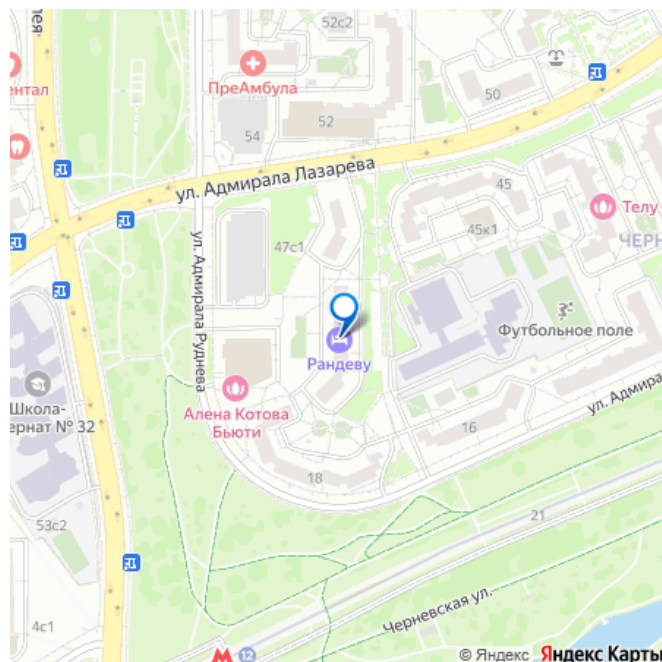 лея
52с2
ПреАмбула
ентал
50
52
54
ул. Адмирала Лазарева
45
Телу
45к1
ЧЕРН
47с1
ул. Адмирала Руднева
Футбольное поле
Рандеву
Школа-
ернат № 32
Алена Котова
Бьюти
ул. Адмира
16
18
21
53с2
Черневская ул.
4с1
М
12
© Яндекс
Яндекс Карты